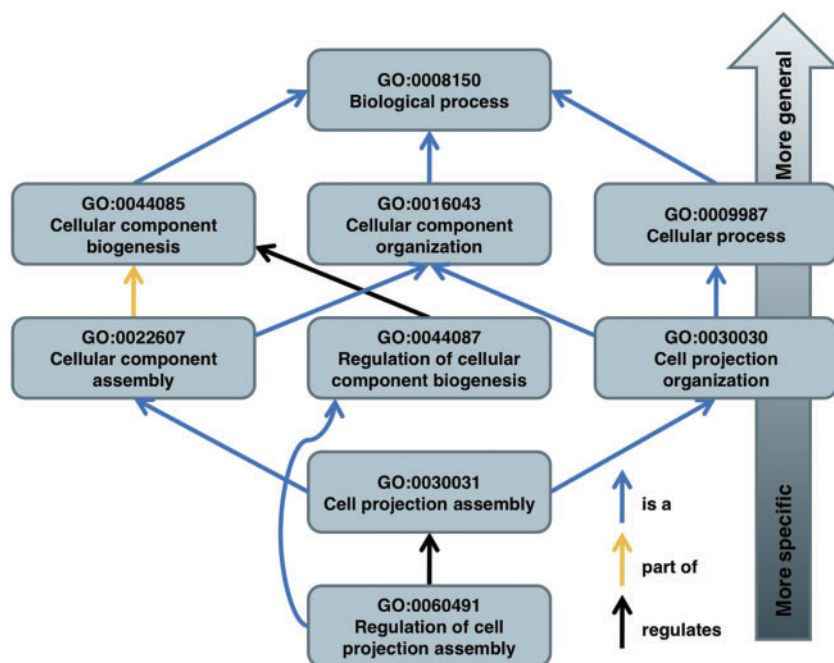 GO:0008150
Biological process
More general
GO:0044085
Cellular component
biogenesis
GO:0016043
Cellular component
organization
GO:0009987
Cellular process
GO:0022607
Cellular component
assembly
GO:0044087
Regulation of cellular
component biogenesis
GO:0030030
Cell projection
organization
GO:0030031
Cell projection assembly
is a
part of
regulates
More specific
GO:0060491
Regulation of cell
projection assembly